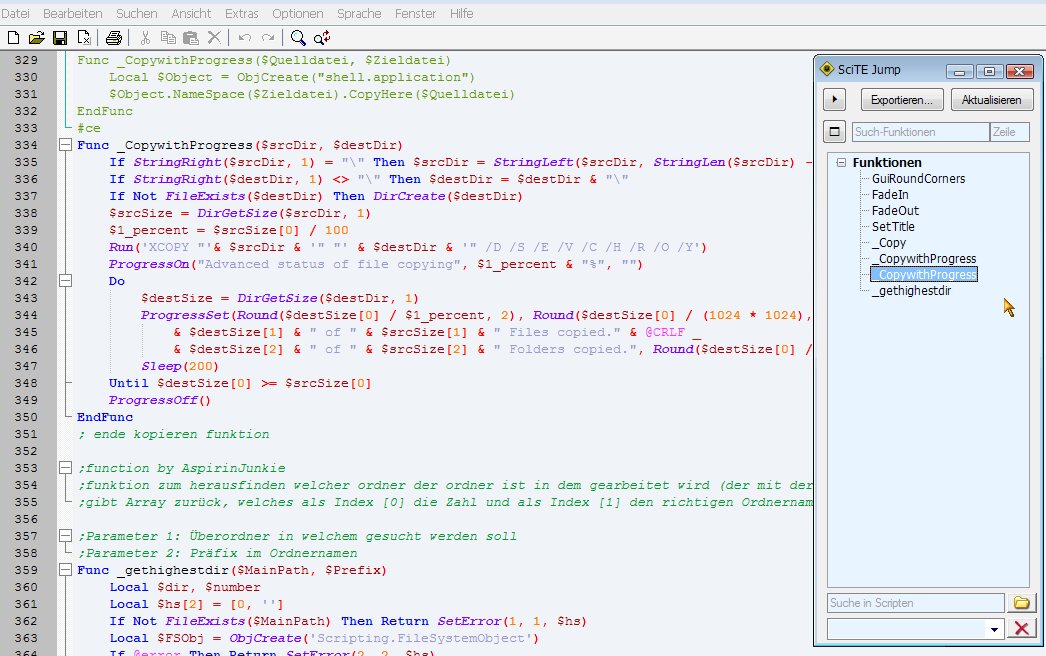 Datei Bearbeiten Suchen Ansicht Extras Optionen Sprache Fenster Hilfe
329 Func _CopywithProgress($Quelldatei, $Zieldatei)
330 Local $Object = ObjCreate("shell.application")
331 $Object.NameSpace($Zieldatei).CopyHere($Quelldatei)
332 EndFunc
333 #ce
334 Func _CopywithProgress($srcDir, $destDir)
335 If StringRight($srcDir, 1) = "\" Then $srcDir = StringLeft($srcDir, StringLen($srcDir) -
336 If StringRight($destDir, 1) <> "\" Then $destDir = $destDir & "\"
337 If Not FileExists($destDir) Then DirCreate($destDir)
338 $srcSize = DirGetSize($srcDir, 1)
339 $1_percent = $srcSize[0] / 100
340 Run('XCOPY "'& $srcDir & '" "' & $destDir & '" /D /S /E /V /C /H /R /O /Y')
341 ProgressOn("Advanced status of file copying", $1_percent & "%", "")
342 Do
343 $destSize = DirGetSize($destDir, 1)
344 ProgressSet(Round($destSize[0] / $1_percent, 2), Round($destSize[0] / (1024 * 1024),
345 & $destSize[1] & " of " & $srcSize[1] & " Files copied." & @CRLF _
346 & $destSize[2] & " of " & $srcSize[2] & " Folders copied.", Round($destSize[0] /
347 Sleep(200)
348 Until $destSize[0] >= $srcSize[0]
349 ProgressOff()
350 EndFunc
351 ; ende kopieren funktion
352
353 ;function by AspirinJunkie
354 ;funktion zum herausfinden welcher ordner der ordner ist in dem gearbeitet wird (der mit der
355 ;gibt Array zurück, welches als Index [0] die Zahl und als Index [1] den richtigen Ordnernam
356
357 ;Parameter 1: Überordner in welchem gesucht werden soll
358 ;Parameter 2: Präfix im Ordnernamen
359 Func _gethighestdir($MainPath, $Prefix)
360 Local $dir, $number
361 Local $hs[2] = [0, '']
362 If Not FileExists($MainPath) Then Return SetError(1, 1, $hs)
363 Local $FSObj = ObjCreate('Scripting.FileSystemObject')
364 If @error Then Return SetError(2, 2, $hs)
SciTE Jump
Exportieren... Aktualisieren
Such-Funktionen Zeile
Funktionen
GuiRoundCorners
FadeIn
FadeOut
SetTitle
_Copy
_CopywithProgress
_CopywithProgress
_gethighestdir
Suche in Scripten